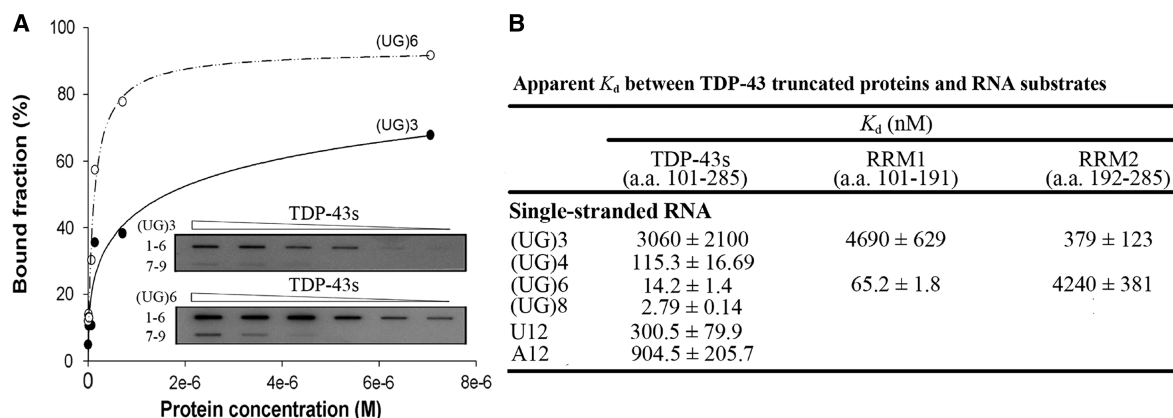 A
100
80
60
40
20
0
Bound fraction (%)
(UG)6
(UG)3
TDP-43s
(UG)3
1-6
7-9
TDP-43s
(UG)6
1-6
7-9
0 2e-6 4e-6 6e-6 8e-6
Protein concentration (M)
B
Apparent Kd between TDP-43 truncated proteins and RNA substrates
Kd (nM)
TDP-43s RRM1 RRM2
(a.a. 101-285) (a.a. 101-191) (a.a. 192-285)
Single-stranded RNA
(UG)3 3060 ± 2100 4690 ± 629 379 ± 123
(UG)4 115.3 ± 16.69
(UG)6 14.2 ± 1.4 65.2 ± 1.8 4240 ± 381
(UG)8 2.79 ± 0.14
U12 300.5 ± 79.9
A12 904.5 ± 205.7